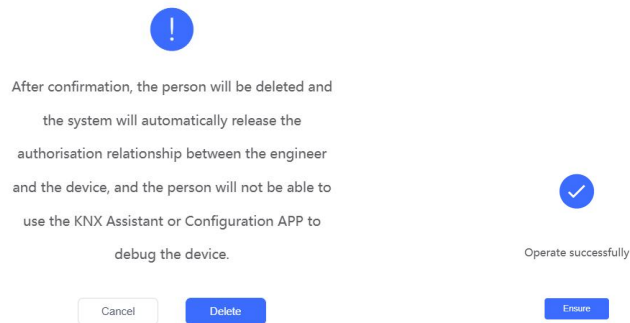 !
After confirmation, the person will be deleted and
the system will automatically release the
authorisation relationship between the engineer
and the device, and the person will not be able to
use the KNX Assistant or Configuration APP to
debug the device.
Cancel
Delete
Operate successfully
Ensure